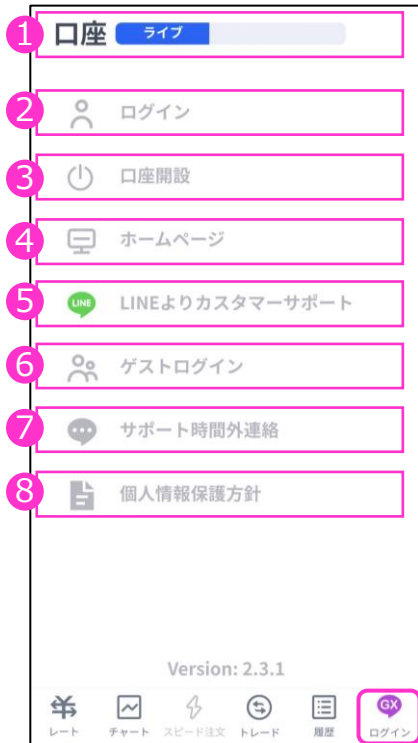 1 口座 ライブ
2 ログイン
3 口座開設
4 ホームページ
5 LINE LINEよりカスタマーサポート
6 ゲストログイン
7 サポート時間外連絡
8 個人情報保護方針
Version: 2.3.1
GX
レート チャート スピード注文 トレード 履歴 ログイン